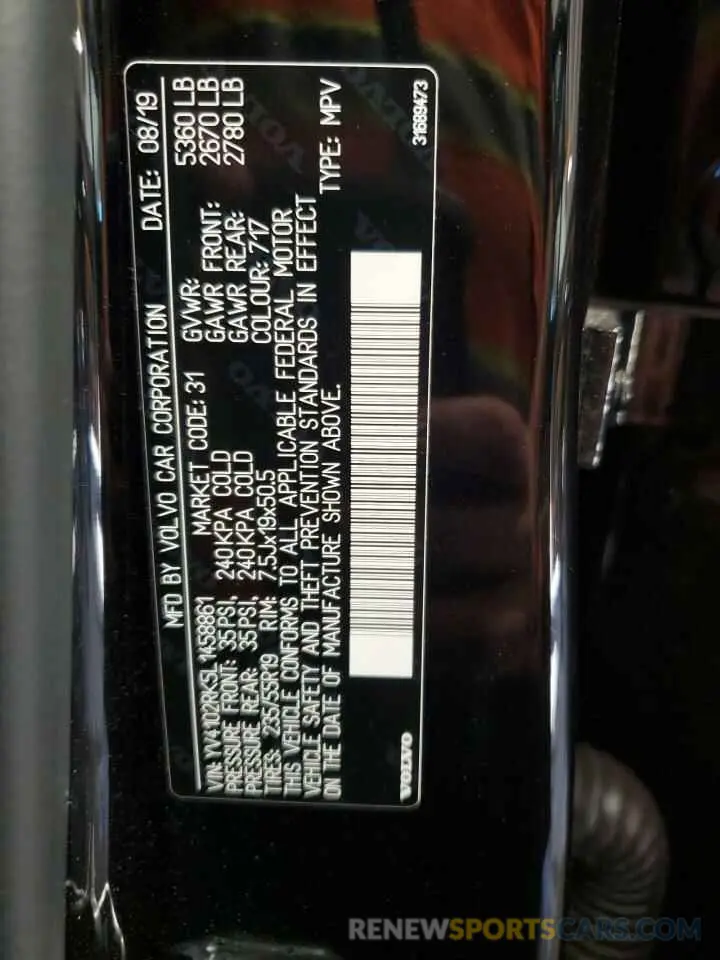 MFD BY VOLVO CAR CORPORATION DATE: 08/19
VIN: YV4102RK5L1458861 MARKET CODE: 31 GVWR: 5360 LB
PRESSURE FRONT: 35PSI, 240KPA COLD GAWR FRONT: 2670 LB
PRESSURE REAR: 35PSI, 240KPA COLD GAWR REAR: 2780 LB
TIRES: 235/55R19 RIM: 7.5Jx19x50.5 COLOUR: 717
THIS VEHICLE CONFORMS TO ALL APPLICABLE FEDERAL MOTOR
VEHICLE SAFETY AND THEFT PREVENTION STANDARDS IN EFFECT
ON THE DATE OF MANUFACTURE SHOWN ABOVE. TYPE: MPV
VOLVO 31689473
RENEWSPORTSCARS.COM